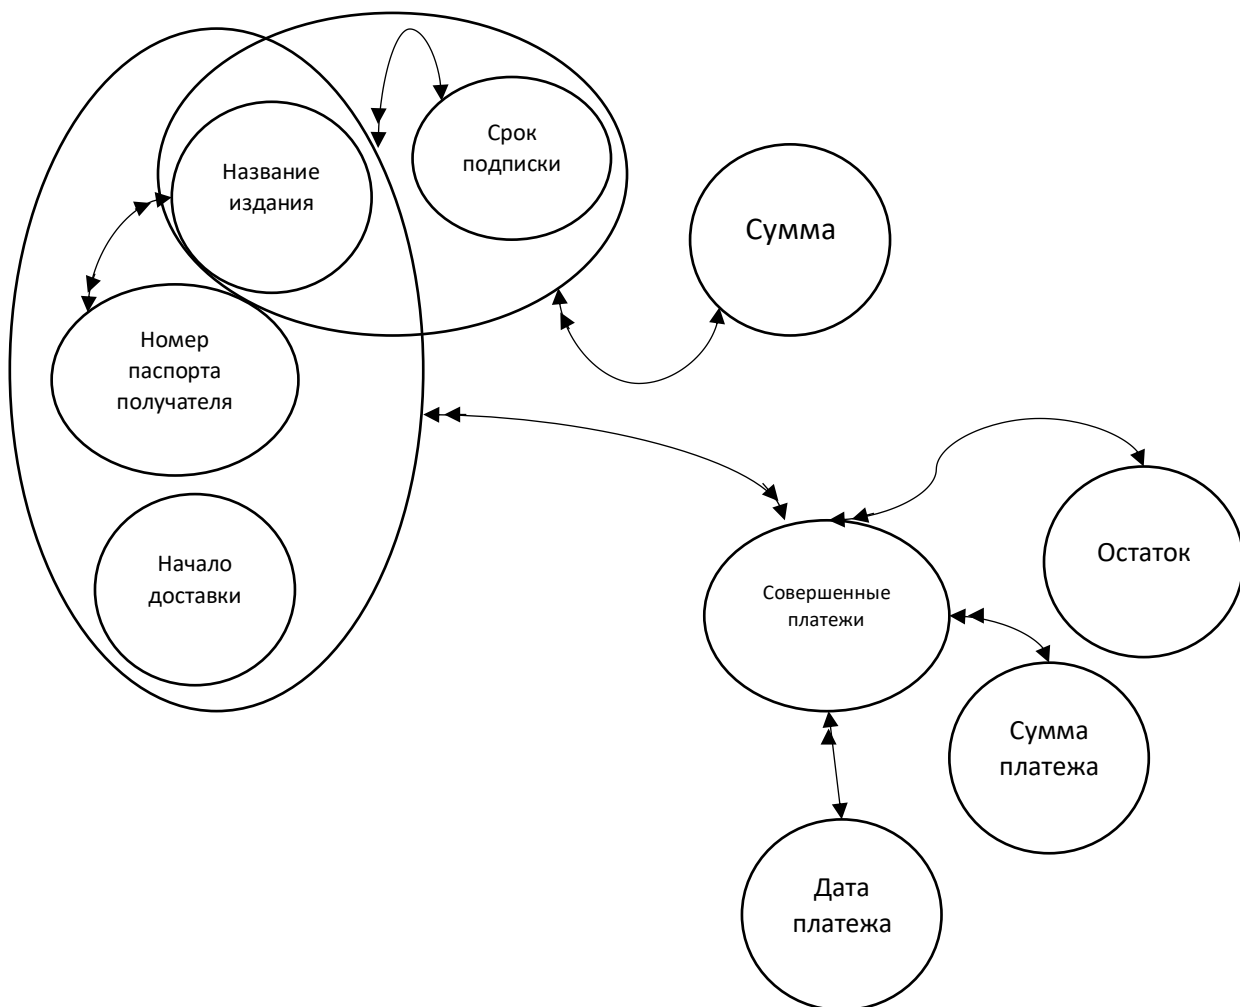 Название
издания
Срок
подписки
Сумма
Номер
паспорта
получателя
Начало
доставки
Остаток
Совершенные
платежи
Сумма
платежа
Дата
платежа